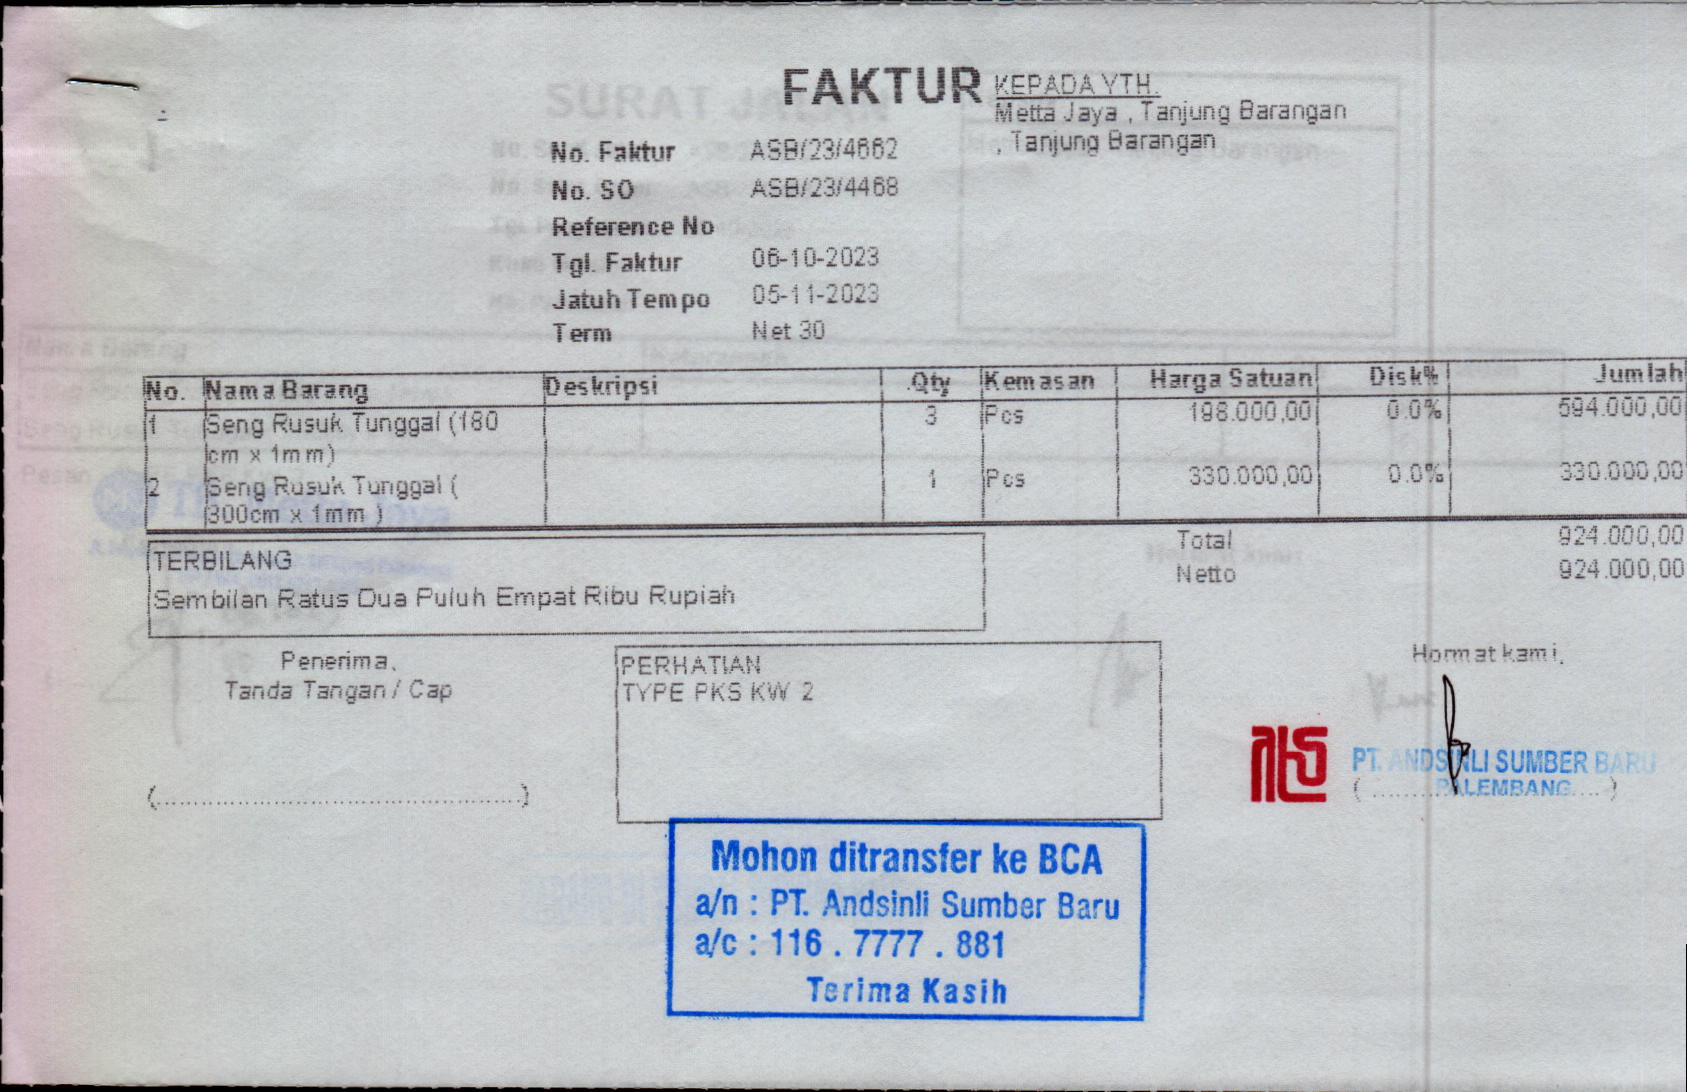 FAKTUR
KEPADA YTH.
Metta Jaya , Tanjung Barangan
, Tanjung Barangan
No. Faktur ASB/23/4662
No. SO ASB/23/4468
Reference No
Tgl. Faktur 06-10-2023
Jatuh Tempo 05-11-2023
Term Net 30
No. Nama Barang Deskripsi Qty Kemasan Harga Satuan Disk% Jumlah
1 Seng Rusuk Tunggal (180 3 Pcs 198.000,00 0.0% 594.000,00
cm x 1mm)
2 Seng Rusuk Tunggal ( 1 Pcs 330.000,00 0.0% 330.000,00
300cm x 1mm )
Total 924.000,00
Netto 924.000,00
TERBILANG
Sembilan Ratus Dua Puluh Empat Ribu Rupiah
Penerima,
Tanda Tangan / Cap
PERHATIAN
TYPE PKS KW 2
Hormat kami,
PT. ANDSINLI SUMBER BARU
PALEMBANG
Mohon ditransfer ke BCA
a/n : PT. Andsinli Sumber Baru
a/c : 116 . 7777 . 881
Terima Kasih
SURAT JALAN